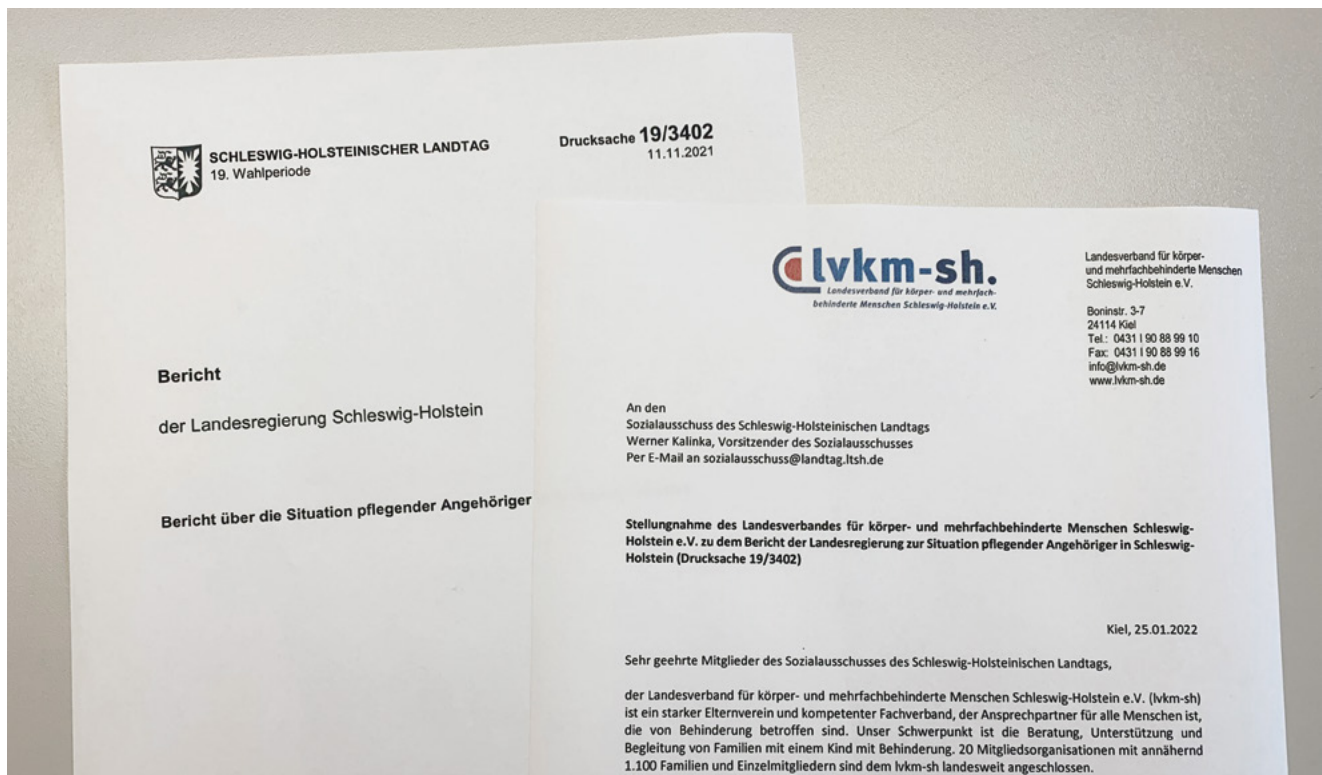 SCHLESWIG-HOLSTEINISCHER LANDTAG
19. Wahlperiode
Drucksache 19/3402
11.11.2021
Bericht
der Landesregierung Schleswig-Holstein
Bericht über die Situation pflegender Angehöriger
lvkm-sh.
Landesverband für körper- und mehrfach-
behinderte Menschen Schleswig-Holstein e.V.
Landesverband für körper-
und mehrfachbehinderte Menschen
Schleswig-Holstein e.V.
Boninstr. 3-7
24114 Kiel
Tel.: 0431 I 90 88 99 10
Fax: 0431 I 90 88 99 16
info@lvkm-sh.de
www.lvkm-sh.de
An den
Sozialausschuss des Schleswig-Holsteinischen Landtags
Werner Kalinka, Vorsitzender des Sozialausschusses
Per E-Mail an sozialausschuss@landtag.ltsh.de
Stellungnahme des Landesverbandes für körper- und mehrfachbehinderte Menschen Schleswig-
Holstein e.V. zu dem Bericht der Landesregierung zur Situation pflegender Angehöriger in Schleswig-
Holstein (Drucksache 19/3402)
Kiel, 25.01.2022
Sehr geehrte Mitglieder des Sozialausschusses des Schleswig-Holsteinischen Landtags,
der Landesverband für körper- und mehrfachbehinderte Menschen Schleswig-Holstein e.V. (lvkm-sh)
ist ein starker Elternverein und kompetenter Fachverband, der Ansprechpartner für alle Menschen ist,
die von Behinderung betroffen sind. Unser Schwerpunkt ist die Beratung, Unterstützung und
Begleitung von Familien mit einem Kind mit Behinderung. 20 Mitgliedsorganisationen mit annähernd
1.100 Familien und Einzelmitgliedern sind dem lvkm-sh landesweit angeschlossen.